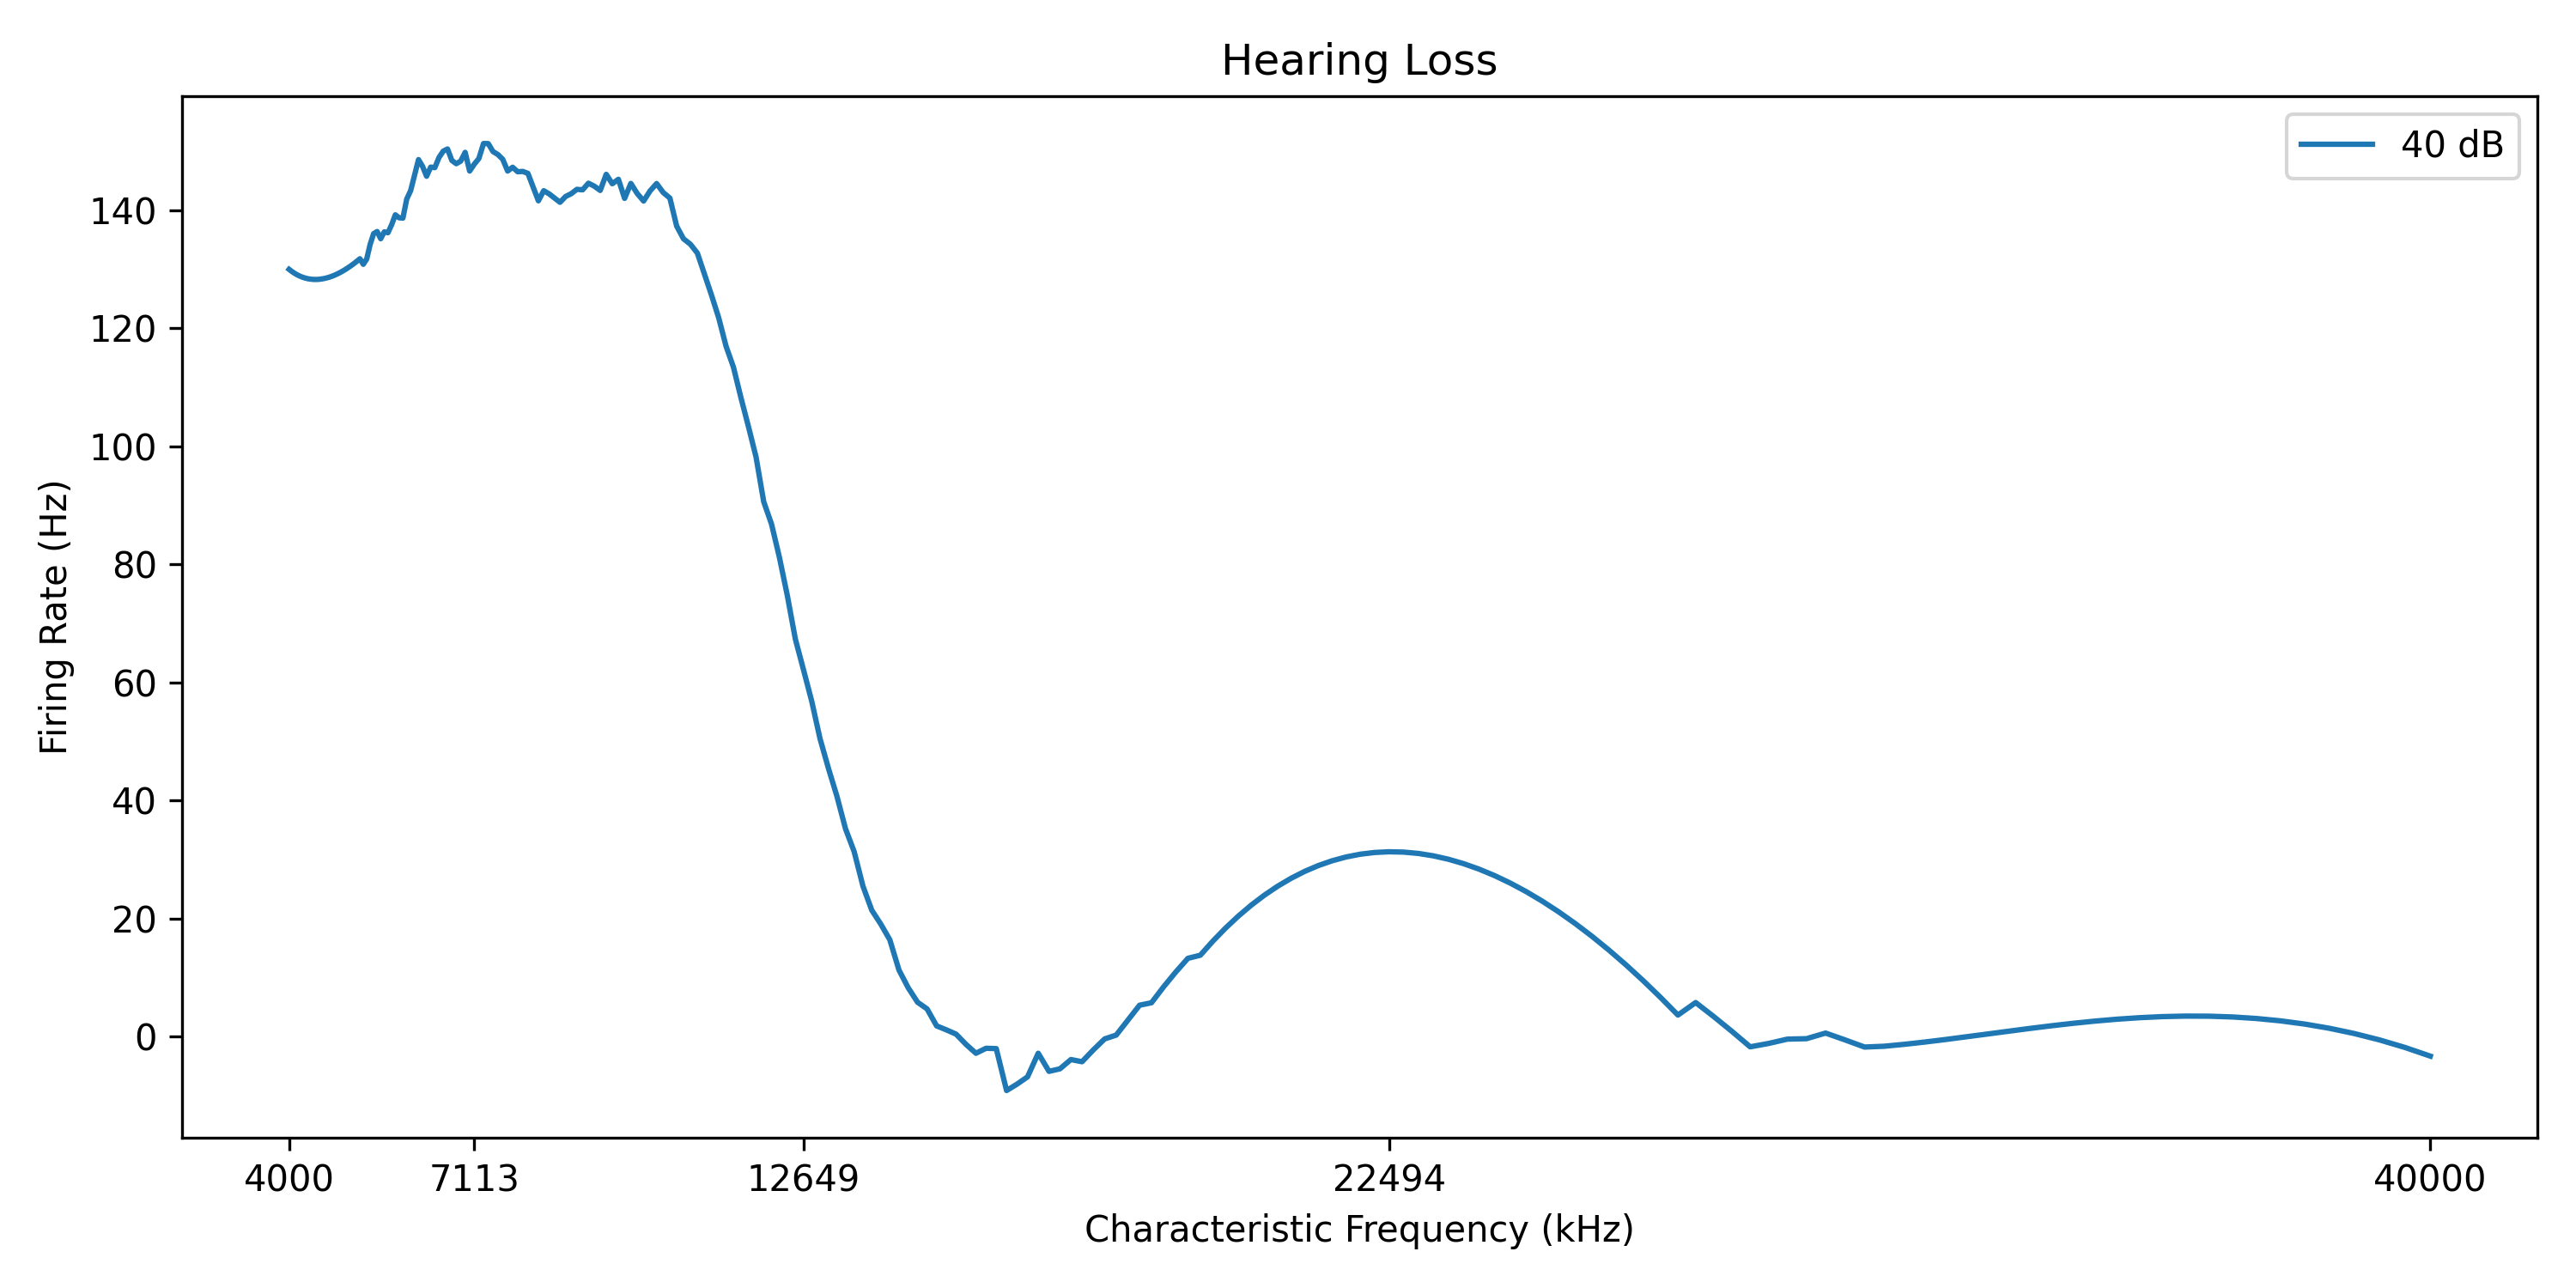 Hearing Loss
40 dB
Firing Rate (Hz)
140
120
100
80
60
40
20
0
4000 7113 12649 22494 40000
Characteristic Frequency (kHz)